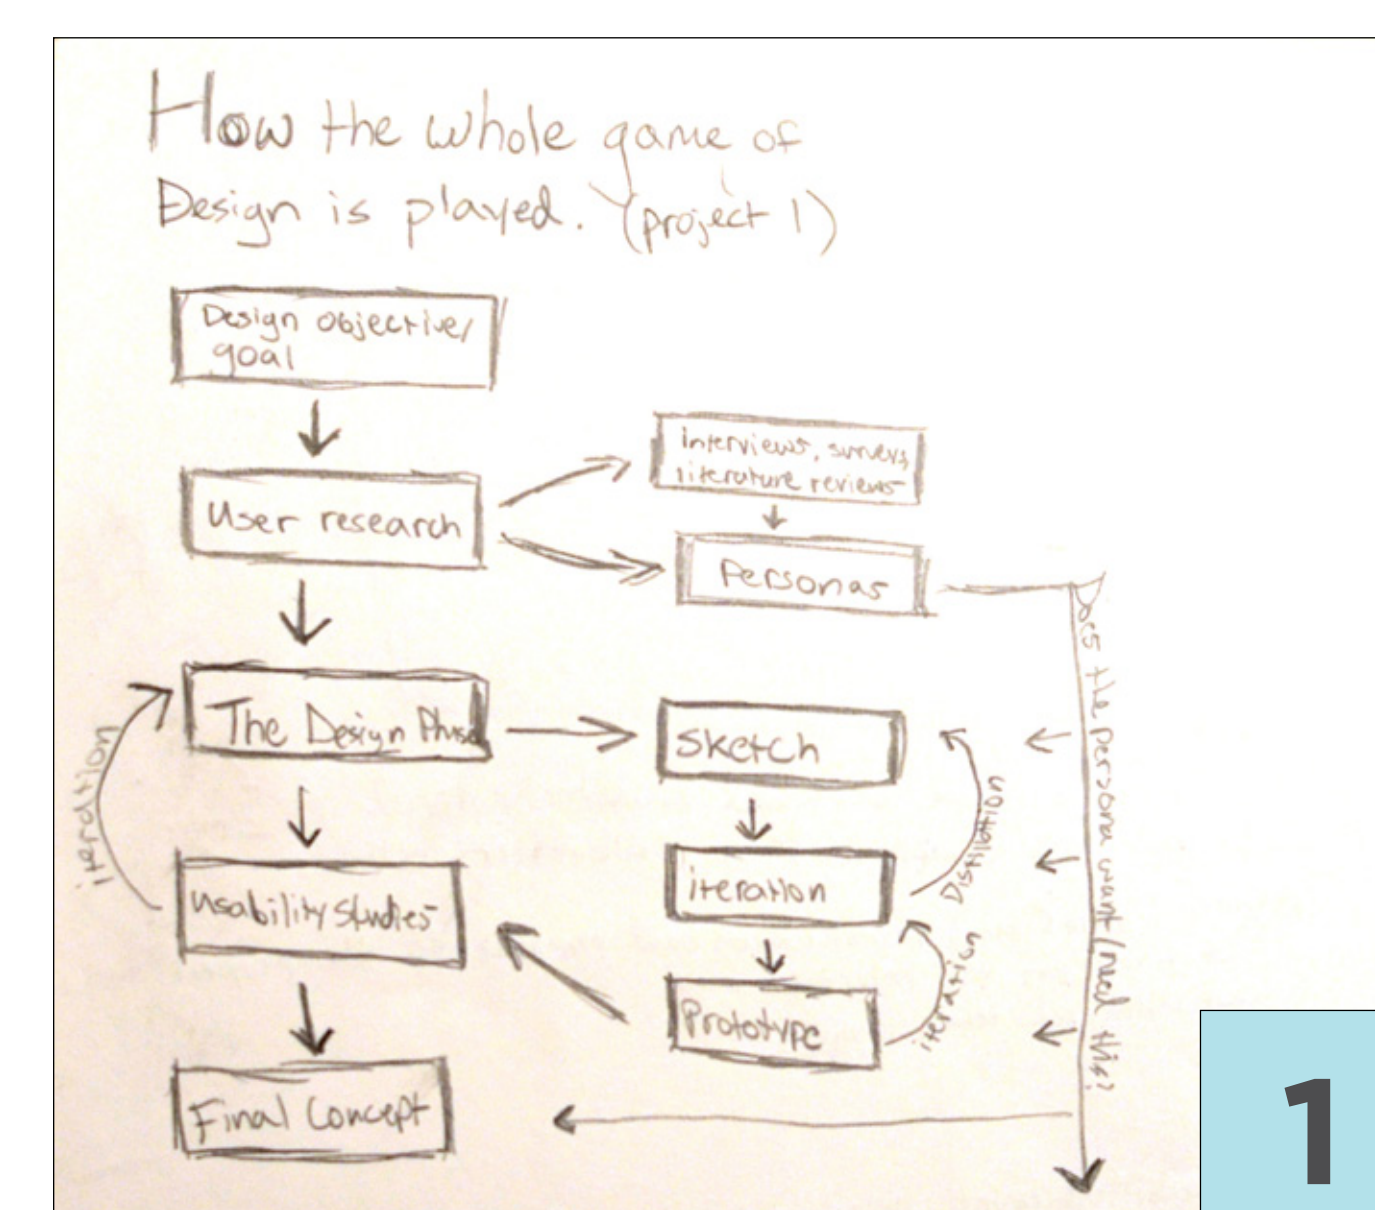 How the whole game of
Design is played. (project 1)
Design objective/
goal
User research
Interviews, surveys,
literature reviews
Personas
The Design Phase
Sketch
iteration
Prototype
Usability studies
Final Concept
iteration
Distillation
iteration
Does the persona want/need this?
1